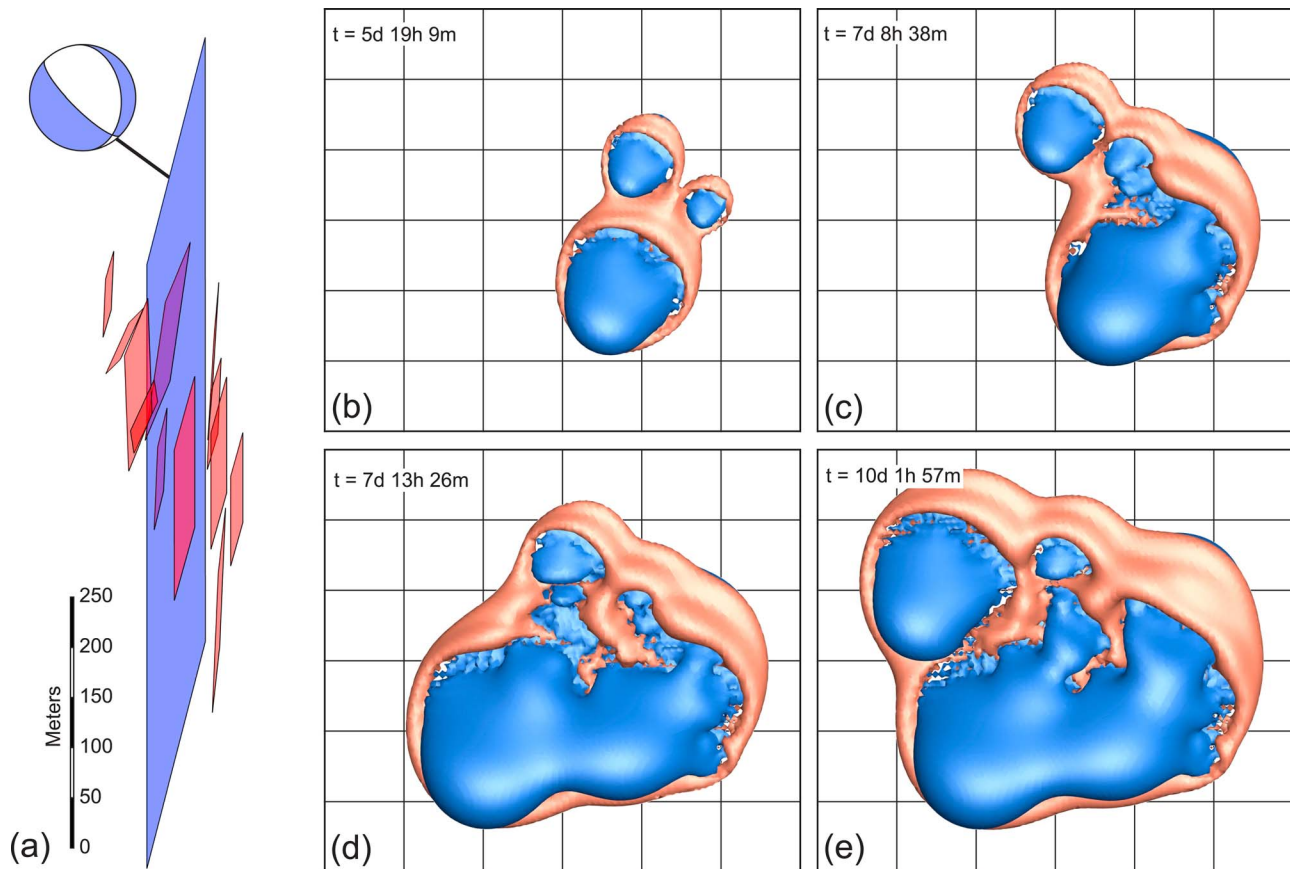 t = 5d 19h 9m
t = 7d 8h 38m
(b)
(c)
t = 7d 13h 26m
t = 10d 1h 57m
250
200
150
100
50
0
Meters
(a)
(d)
(e)